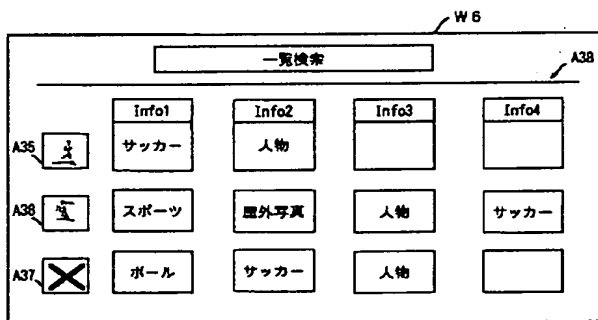 W6
一覧検索
A38
Info1 Info2 Info3 Info4
A35 サッカー 人物
A38 スポーツ 屋外写真 人物 サッカー
A37 ボール サッカー 人物